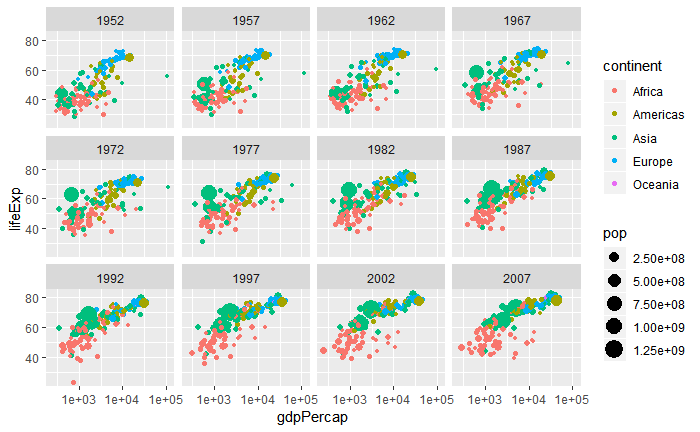 1952
1957
1962
1967
80
60
40
1972
1977
1982
1987
80
60
40
1992
1997
2002
2007
80
60
40
1e+03
1e+04
1e+05
1e+03
1e+04
1e+05
1e+03
1e+04
1e+05
1e+03
1e+04
1e+05
gdpPercap
lifeExp
continent
Africa
Americas
Asia
Europe
Oceania
pop
2.50e+08
5.00e+08
7.50e+08
1.00e+09
1.25e+09